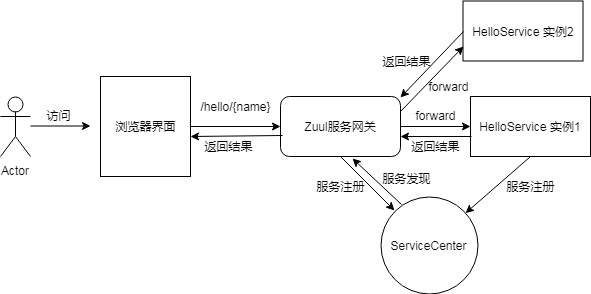 HelloService 实例2
返回结果
forward
访问
/hello/{name}
浏览器界面
Zuul服务网关
forward
HelloService 实例1
返回结果
返回结果
Actor
服务发现
服务注册
服务注册
ServiceCenter